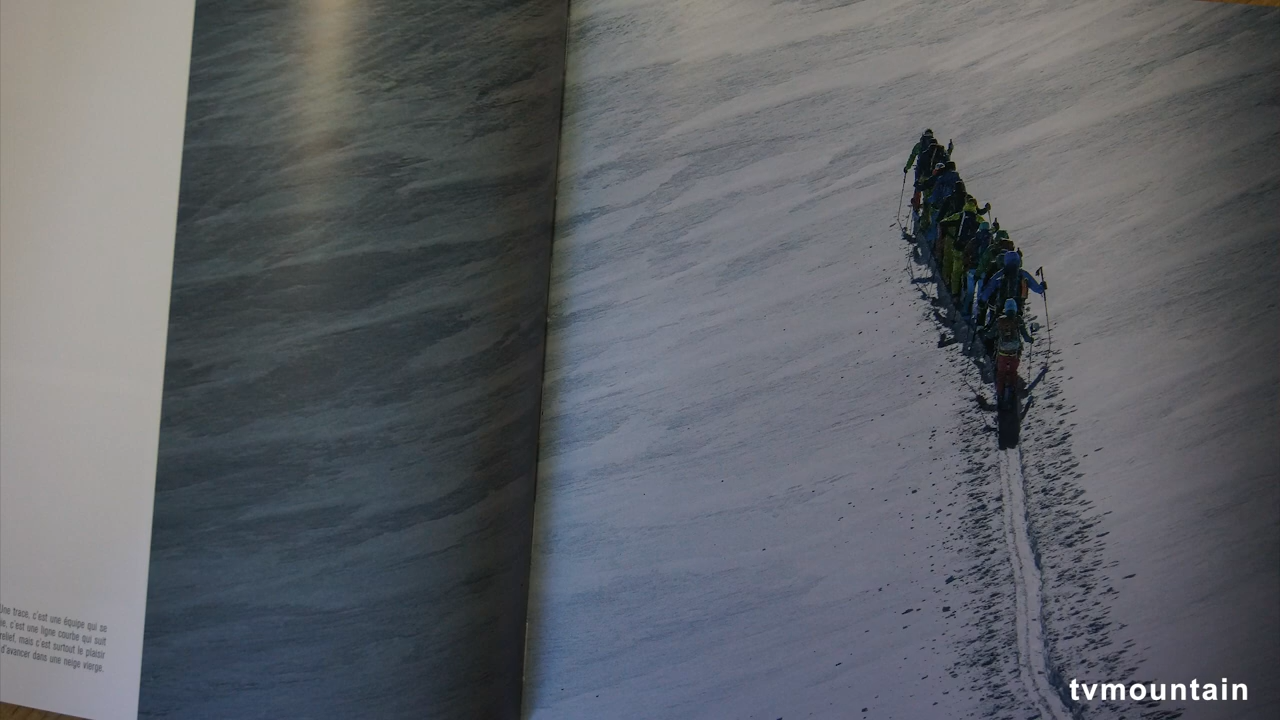 Une trace, c'est une équipe qui se
ie, c'est une ligne courbe qui suit
relief, mais c'est surtout le plaisir
d'avancer dans une neige vierge.
tvmountain